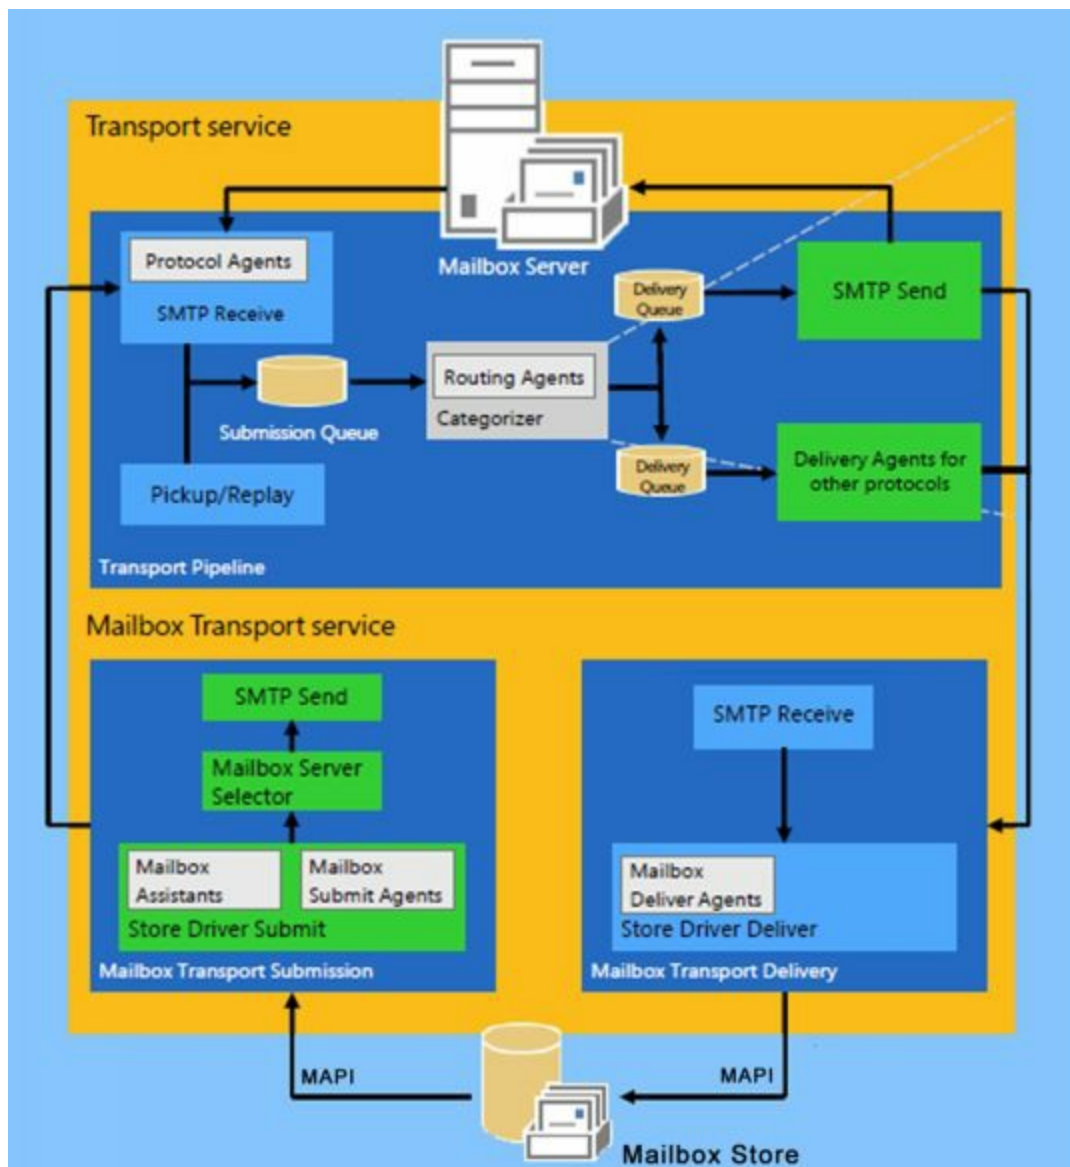 Transport service
Mailbox Server
Protocol Agents
SMTP Receive
Submission Queue
Pickup/Replay
Routing Agents
Categorizer
Delivery
Queue
SMTP Send
Delivery
Queue
Delivery Agents for
other protocols
Transport Pipeline
Mailbox Transport service
SMTP Send
Mailbox Server
Selector
Mailbox
Assistants
Mailbox
Submit Agents
Store Driver Submit
Mailbox Transport Submission
SMTP Receive
Mailbox
Deliver Agents
Store Driver Deliver
Mailbox Transport Delivery
MAPI
MAPI
Mailbox Store